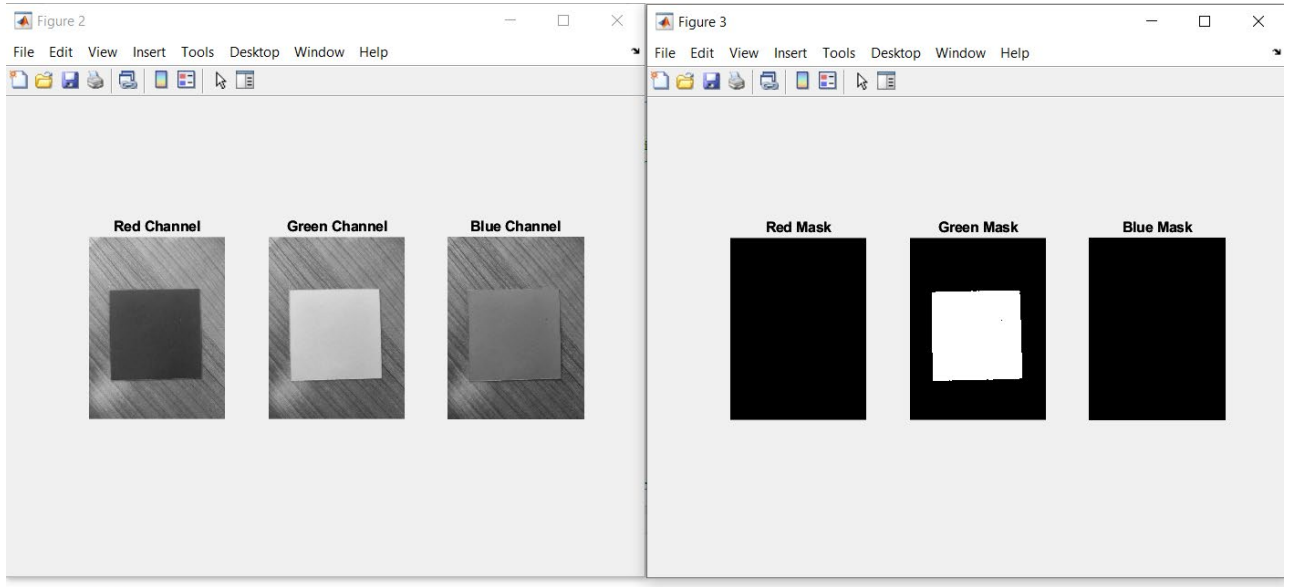 Figure 2
File Edit View Insert Tools Desktop Window Help
Red Channel Green Channel Blue Channel
Figure 3
File Edit View Insert Tools Desktop Window Help
Red Mask Green Mask Blue Mask